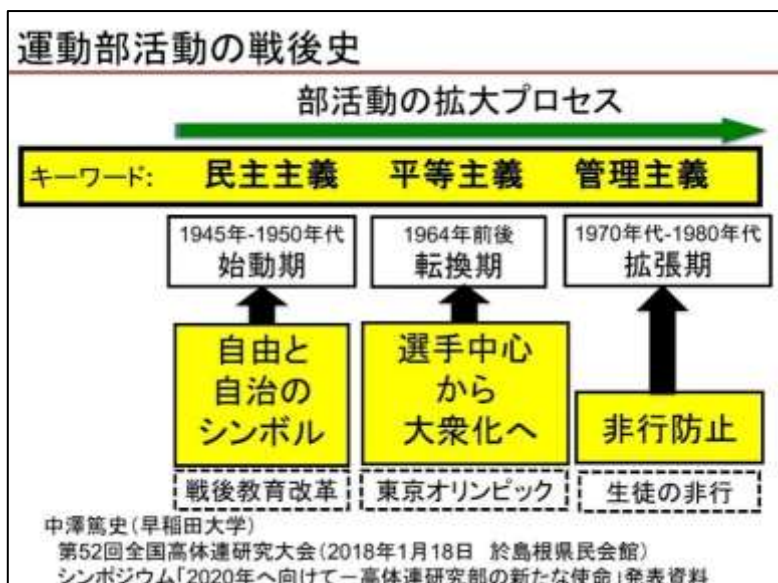 運動部活動の戦後史
部活動の拡大プロセス
キーワード: 民主主義 平等主義 管理主義
1945年-1950年代
始動期
1964年前後
転換期
1970年代-1980年代
拡張期
自由と
自治の
シンボル
選手中心
から
大衆化へ
非行防止
戦後教育改革
東京オリンピック
生徒の非行
中澤篤史(早稲田大学)
第52回全国高体連研究大会(2018年1月18日 於島根県民会館)
シンポジウム「2020年へ向けて-高体連研究部の新たな使命」発表資料